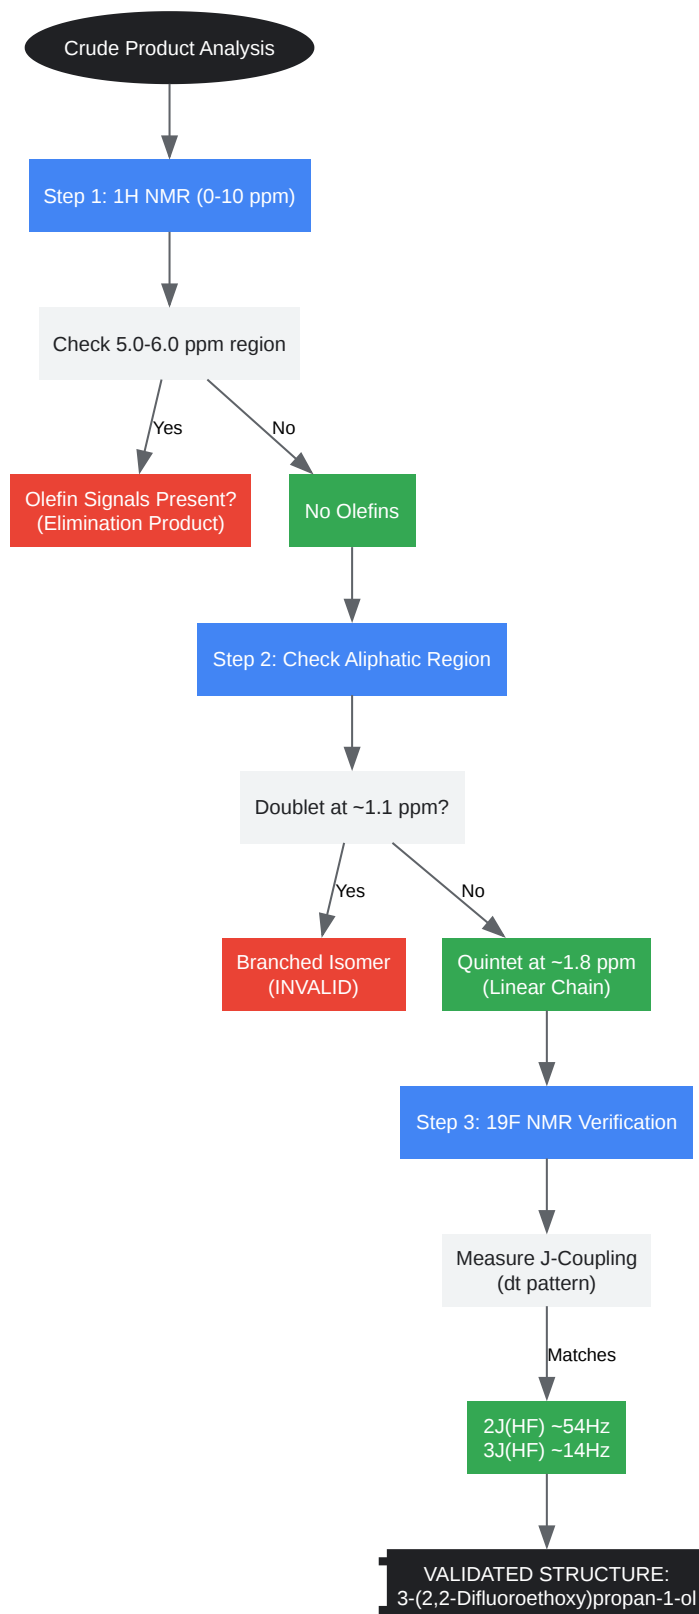 Crude Product Analysis
Step 1: 1H NMR (0-10 ppm)
Check 5.0-6.0 ppm region
Yes
No
Olefin Signals Present?
(Elimination Product)
No Olefins
Step 2: Check Aliphatic Region
Doublet at ~1.1 ppm?
Yes
No
Branched Isomer
(INVALID)
Quintet at ~1.8 ppm
(Linear Chain)
Step 3: 19F NMR Verification
Measure J-Coupling
(dt pattern)
Matches
2J(HF) ~54Hz
3J(HF) ~14Hz
VALIDATED STRUCTURE:
3-(2,2-Difluoroethoxy)propan-1-ol